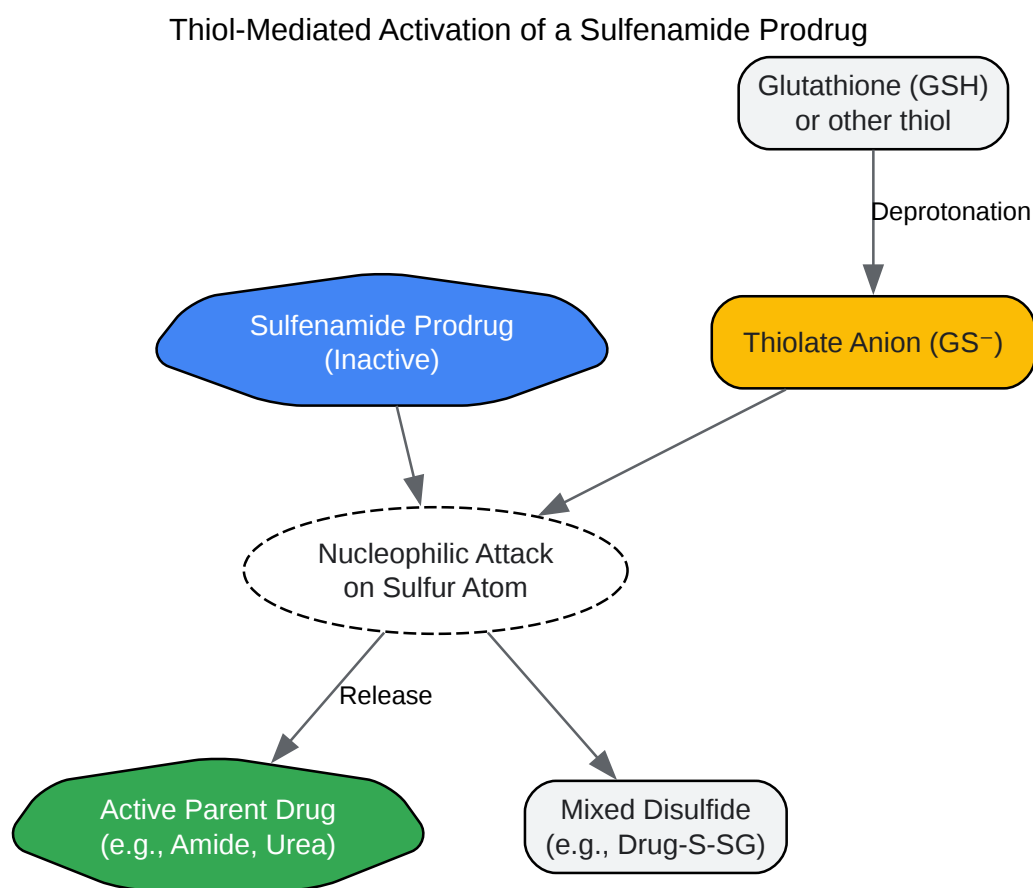 Thiol-Mediated Activation of a Sulfenamide Prodrug
Glutathione (GSH)
or other thiol
Deprotonation
Sulfenamide Prodrug
(Inactive)
Thiolate Anion (GS⁻)
Nucleophilic Attack
on Sulfur Atom
Release
Active Parent Drug
(e.g., Amide, Urea)
Mixed Disulfide
(e.g., Drug-S-SG)